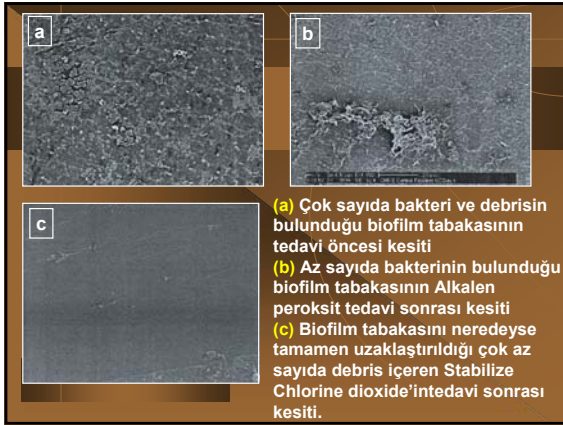 a
b
c
(a) Çok sayıda bakteri ve debrisin
bulunduğu biofilm tabakasının
tedavi öncesi kesiti
(b) Az sayıda bakterinin bulunduğu
biofilm tabakasının Alkalen
peroksit tedavi sonrası kesiti
(c) Biofilm tabakasını neredeyse
tamamen uzaklaştırıldığı çok az
sayıda debris içeren Stabilize
Chlorine dioxide’intedavi sonrası
kesiti.